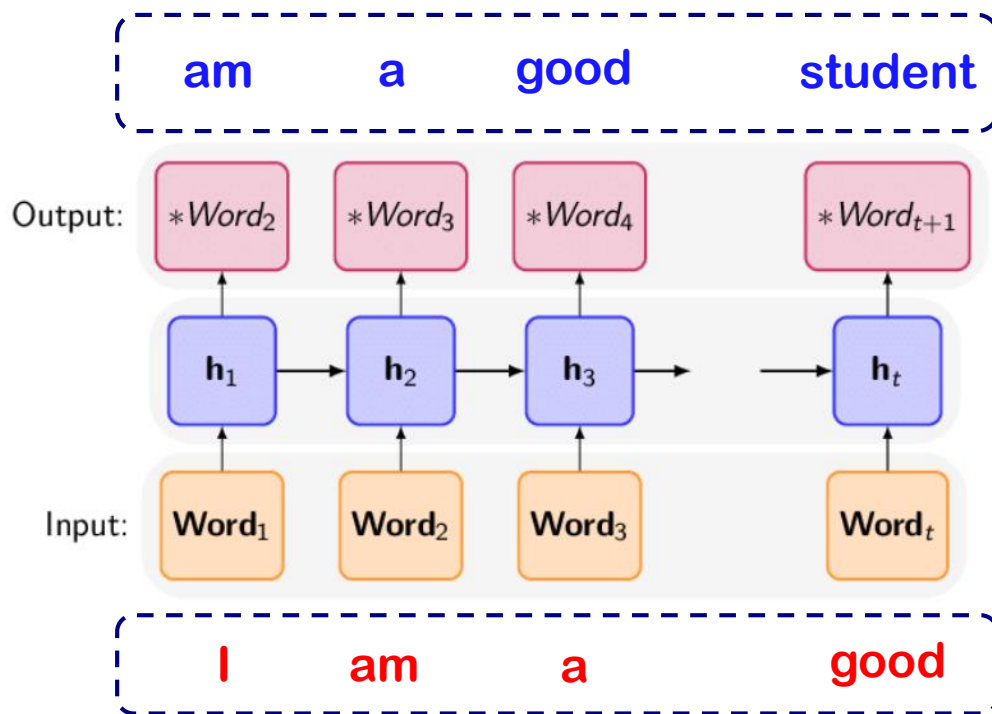 am a good student
Output: *Word₂ *Word₃ *Word₄ *Wordₜ₊₁
h₁ h₂ h₃ hₜ
Input: Word₁ Word₂ Word₃ Wordₜ
I am a good